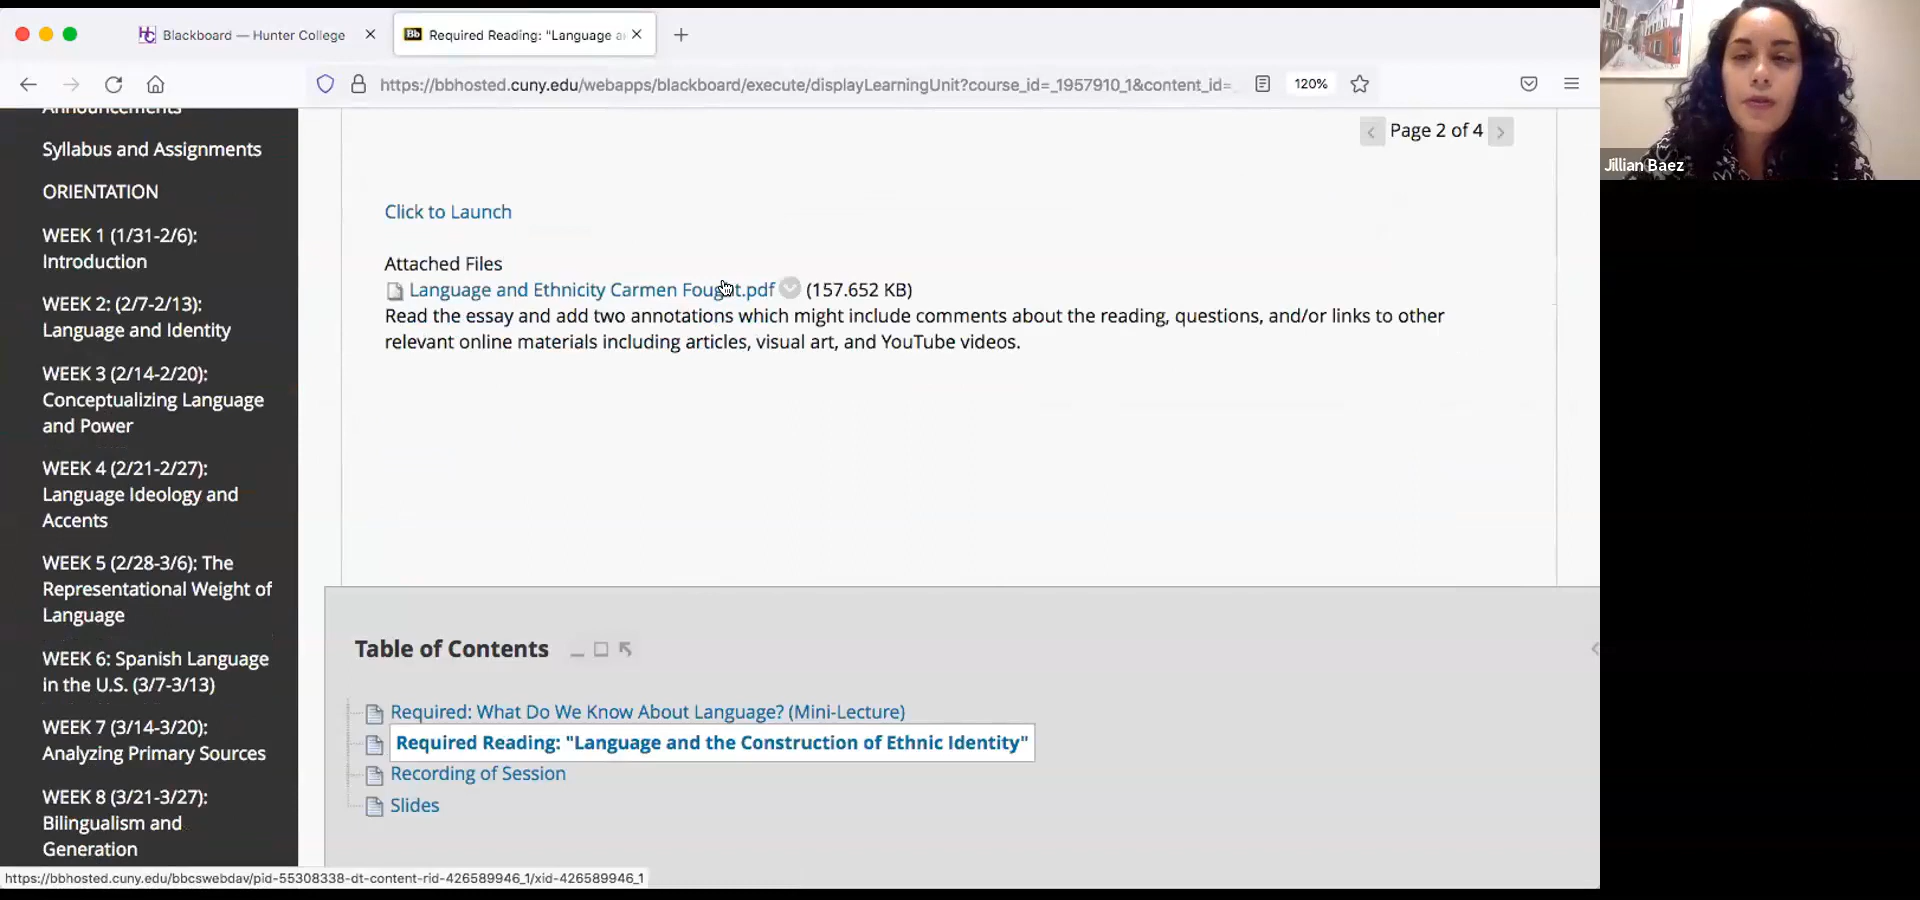 Blackboard — Hunter College
Required Reading: "Language a
https://bbhosted.cuny.edu/webapps/blackboard/execute/displayLearningUnit?course_id=_1957910_1&content_id=
120%
Jillian Baez
Announcements
Syllabus and Assignments
ORIENTATION
WEEK 1 (1/31-2/6):
Introduction
WEEK 2: (2/7-2/13):
Language and Identity
WEEK 3 (2/14-2/20):
Conceptualizing Language
and Power
WEEK 4 (2/21-2/27):
Language Ideology and
Accents
WEEK 5 (2/28-3/6): The
Representational Weight of
Language
WEEK 6: Spanish Language
in the U.S. (3/7-3/13)
WEEK 7 (3/14-3/20):
Analyzing Primary Sources
WEEK 8 (3/21-3/27):
Bilingualism and
Generation
Page 2 of 4
Click to Launch
Attached Files
Language and Ethnicity Carmen Fought.pdf (157.652 KB)
Read the essay and add two annotations which might include comments about the reading, questions, and/or links to other
relevant online materials including articles, visual art, and YouTube videos.
Table of Contents
Required: What Do We Know About Language? (Mini-Lecture)
Required Reading: "Language and the Construction of Ethnic Identity"
Recording of Session
Slides
https://bbhosted.cuny.edu/bbcswebdav/pid-55308338-dt-content-rid-426589946_1/xid-426589946_1